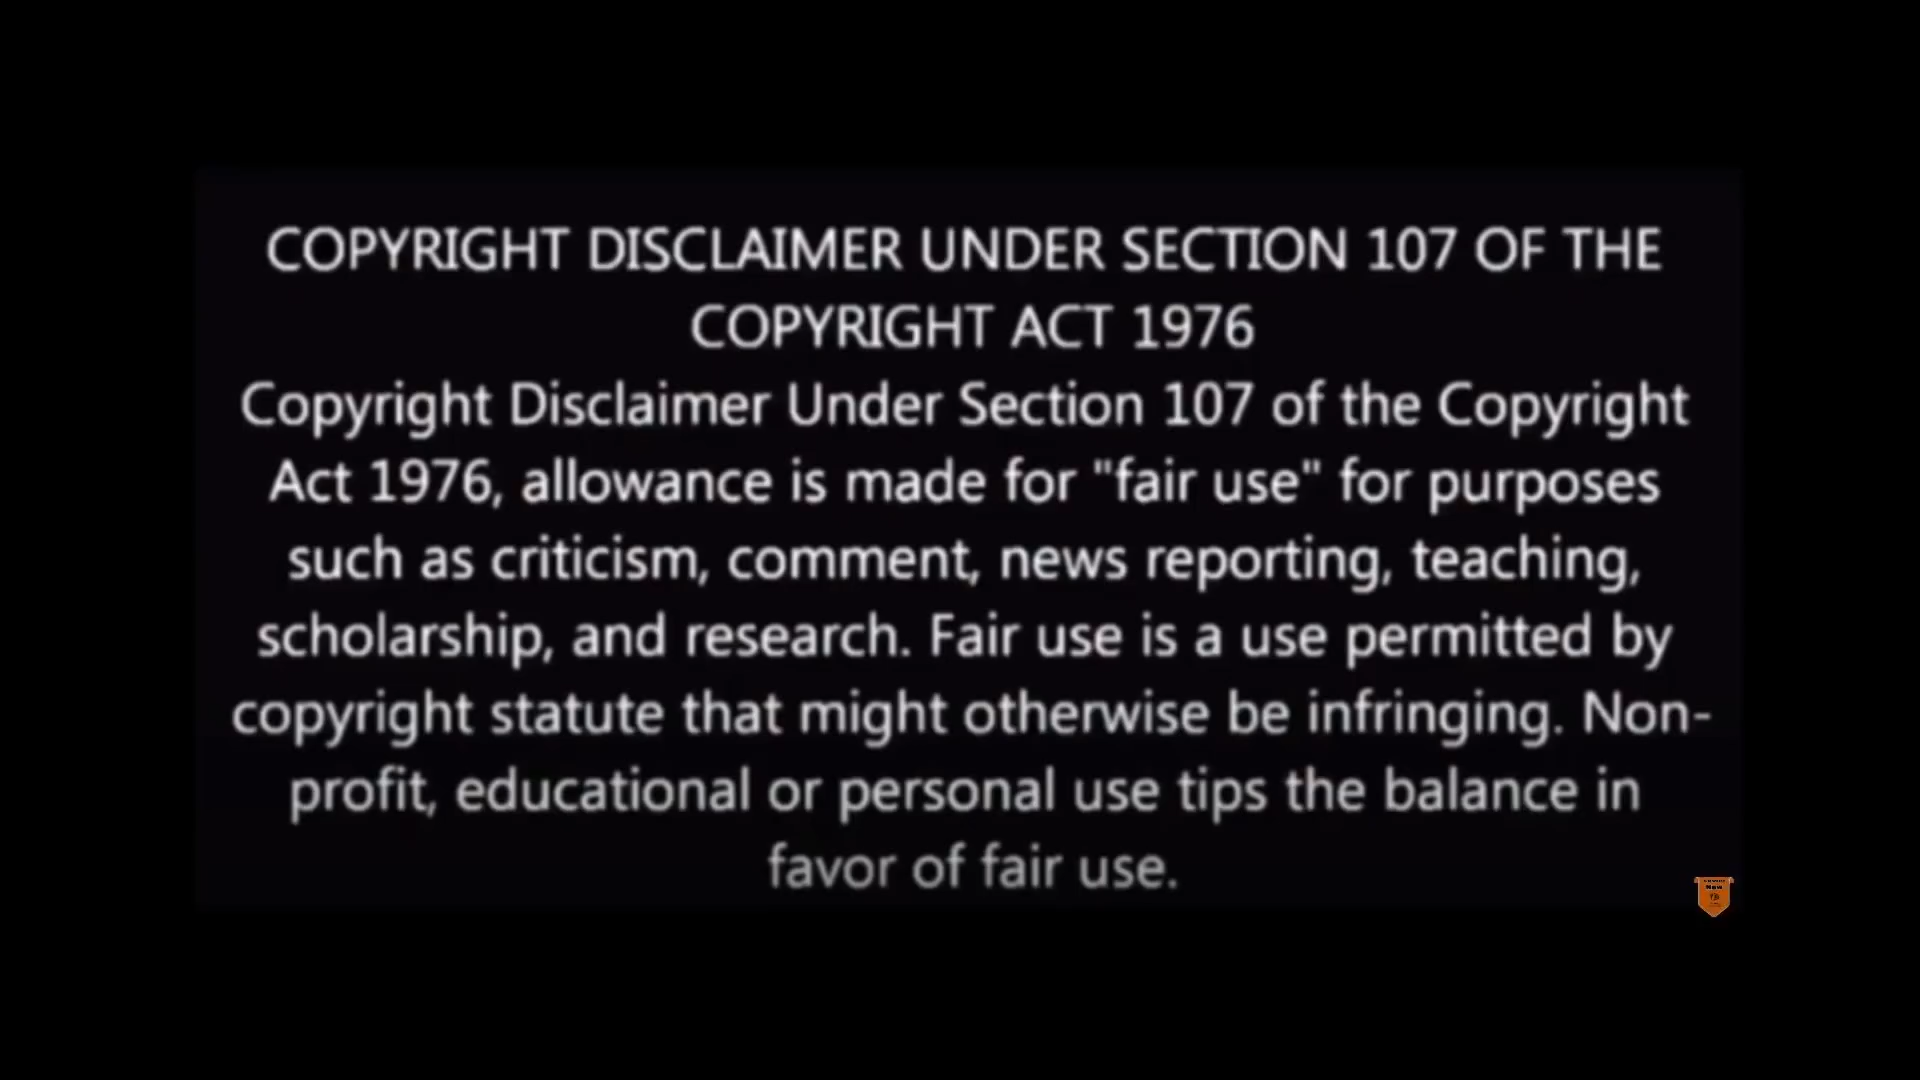 COPYRIGHT DISCLAIMER UNDER SECTION 107 OF THE
COPYRIGHT ACT 1976
Copyright Disclaimer Under Section 107 of the Copyright
Act 1976, allowance is made for "fair use" for purposes
such as criticism, comment, news reporting, teaching,
scholarship, and research. Fair use is a use permitted by
copyright statute that might otherwise be infringing. Non-
profit, educational or personal use tips the balance in
favor of fair use.